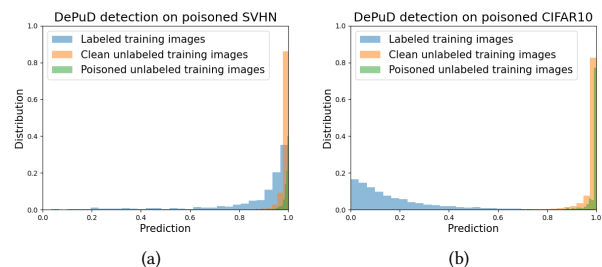 DePuD detection on poisoned SVHN
1.0
0.8
0.6
0.4
0.2
0.0
Distribution
Labeled training images
Clean unlabeled training images
Poisoned unlabeled training images
0.0 0.2 0.4 0.6 0.8 1.0
Prediction
(a)
DePuD detection on poisoned CIFAR10
1.0
0.8
0.6
0.4
0.2
0.0
Distribution
Labeled training images
Clean unlabeled training images
Poisoned unlabeled training images
0.0 0.2 0.4 0.6 0.8 1.0
Prediction
(b)